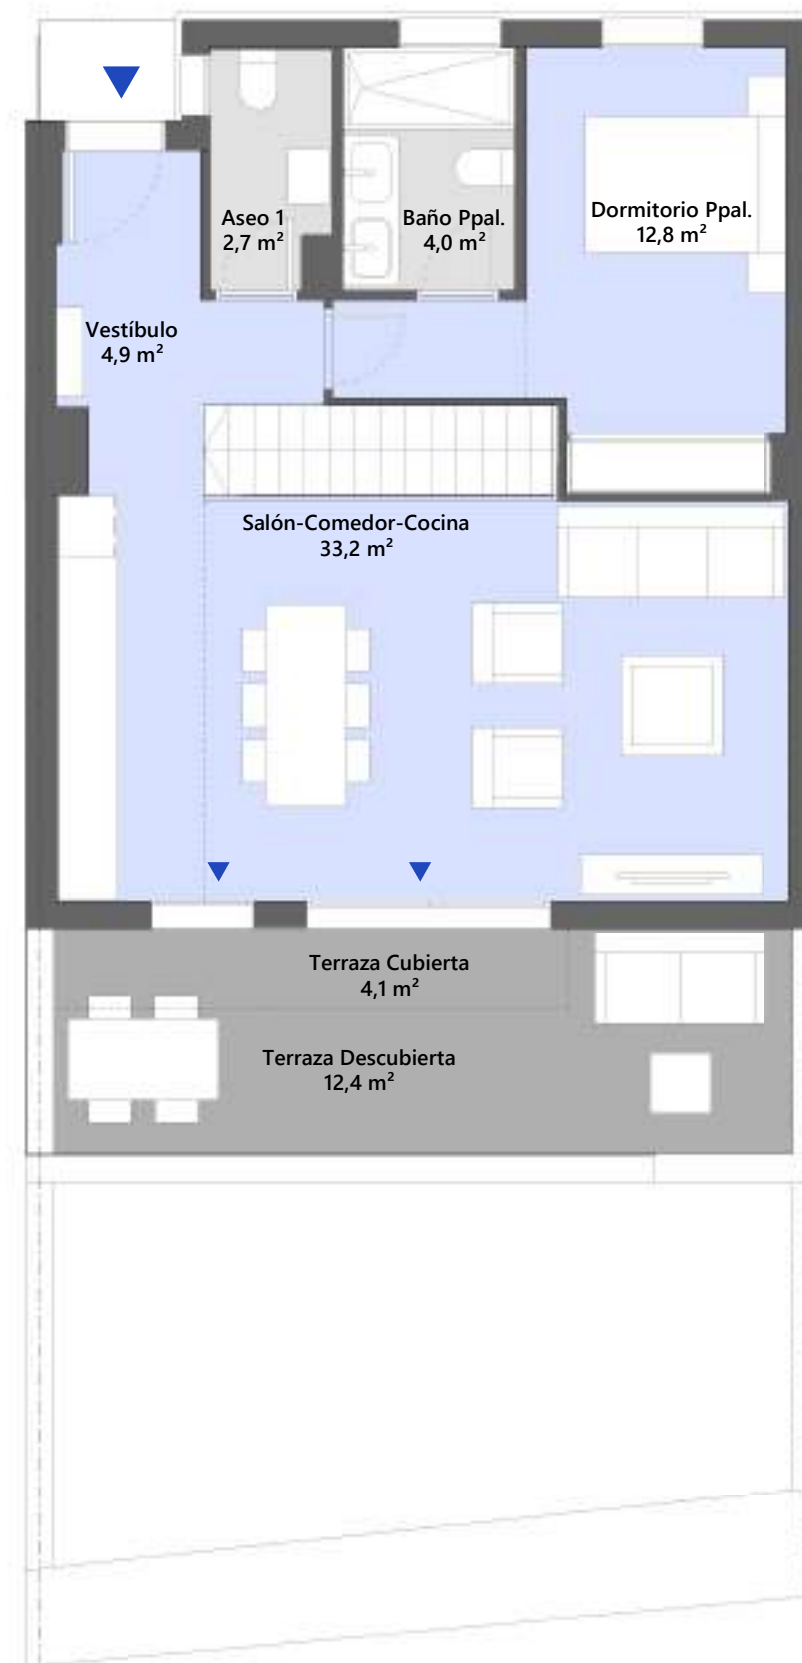 Aseo 1
2,7 m²
Baño Ppal.
4,0 m²
Dormitorio Ppal.
12,8 m²
Vestíbulo
4,9 m²
Salón-Comedor-Cocina
33,2 m²
Terraza Cubierta
4,1 m²
Terraza Descubierta
12,4 m²